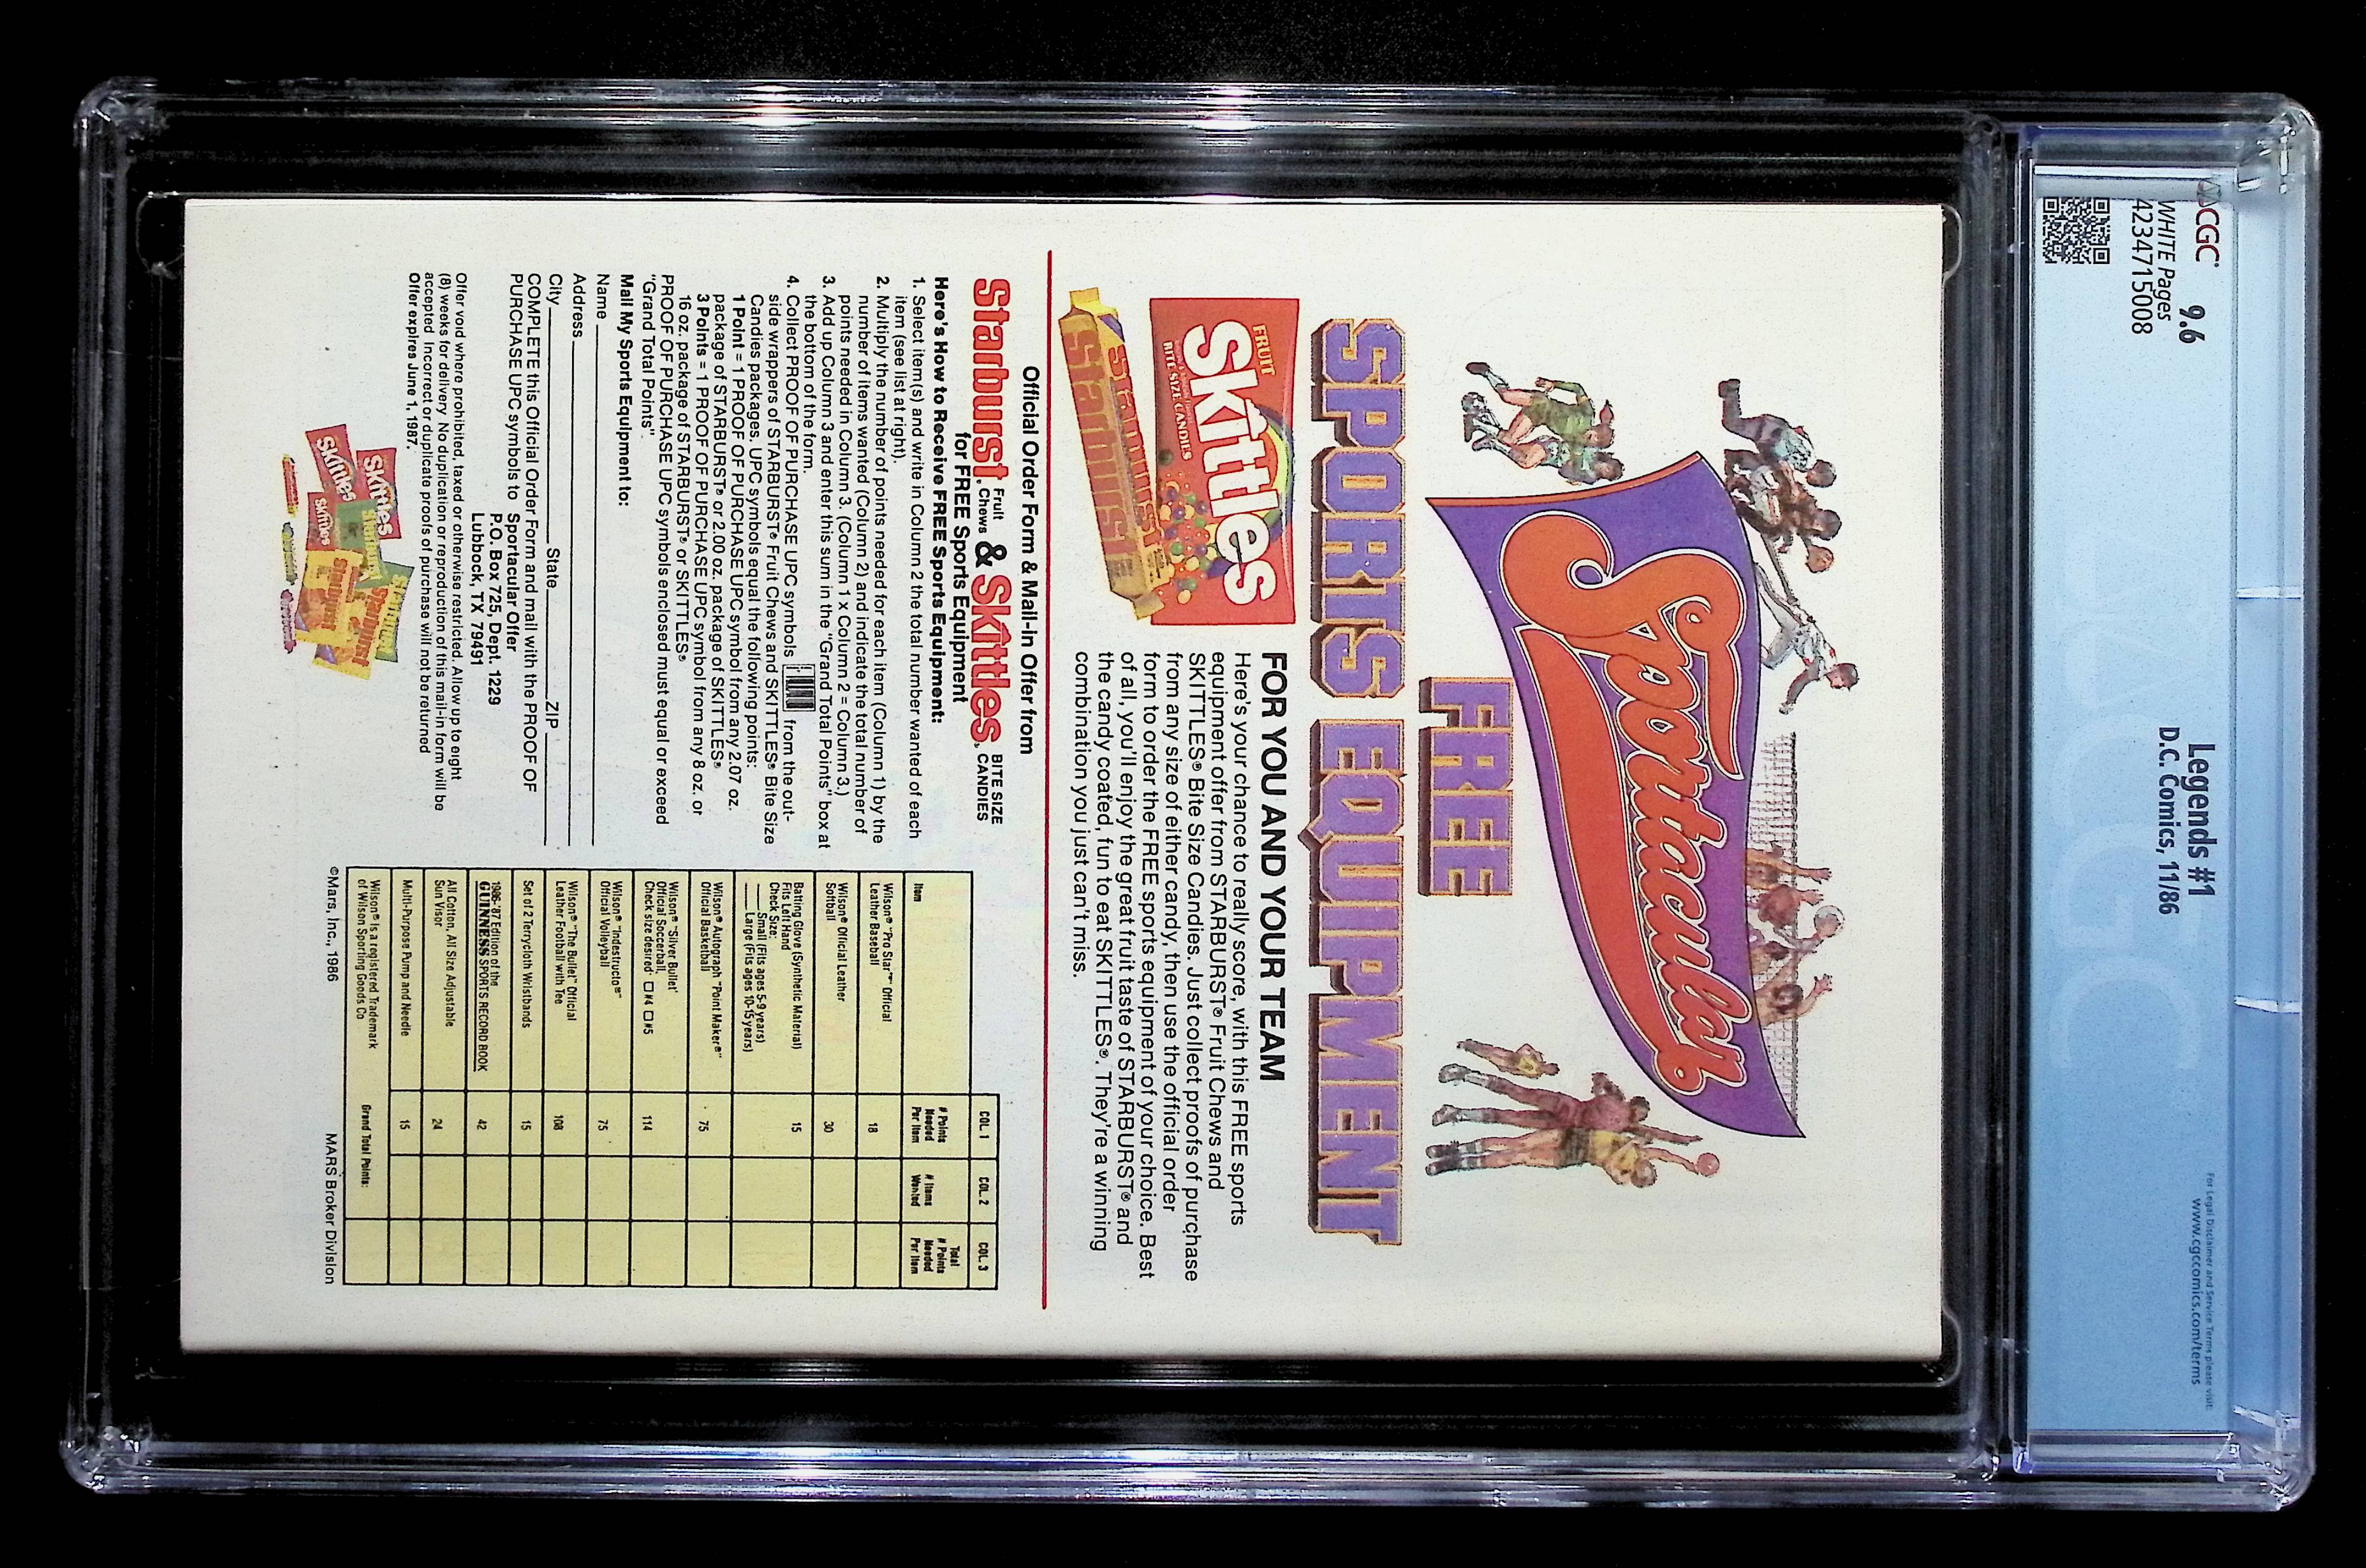 CGC 9.6
WHITE Pages
4234715008
Legends #1
D.C. Comics, 11/86
For Legal Disclaimer and Service Terms please visit:
www.cgccomics.com/terms
Sportacular
FREE
SPORTS EQUIPMENT
FRUIT
Skittles
BITE SIZE CANDIES
Starburst
FOR YOU AND YOUR TEAM
Here's your chance to really score, with this FREE sports
equipment offer from STARBURST® Fruit Chews and
SKITTLES® Bite Size Candies. Just collect proofs of purchase
from any size of either candy, then use the official order
form to order the FREE sports equipment of your choice. Best
of all, you'll enjoy the great fruit taste of STARBURST® and
the candy coated, fun to eat SKITTLES®. They're a winning
combination you just can't miss.
Official Order Form & Mail-in Offer from
Starburst® Fruit Chews & Skittles® BITE SIZE CANDIES
for FREE Sports Equipment
Here's How to Receive FREE Sports Equipment:
1. Select item(s) and write in Column 2 the total number wanted of each
item (see list at right).
2. Multiply the number of points needed for each item (Column 1) by the
number of items wanted (Column 2) and indicate the total number of
points needed in Column 3. (Column 1 x Column 2 = Column 3.)
3. Add up Column 3 and enter this sum in the "Grand Total Points" box at
the bottom of the form.
4. Collect PROOF OF PURCHASE UPC symbols from the out-
side wrappers of STARBURST® Fruit Chews and SKITTLES® Bite Size
Candies packages. UPC symbols equal the following points:
1 Point = 1 PROOF OF PURCHASE UPC symbol from any 2.07 oz.
package of STARBURST® or 2.00 oz. package of SKITTLES®
3 Points = 1 PROOF OF PURCHASE UPC symbol from any 8 oz. or
16 oz. package of STARBURST® or SKITTLES®
PROOF OF PURCHASE UPC symbols enclosed must equal or exceed
"Grand Total Points".
Mail My Sports Equipment to:
Name
Address
City State ZIP
COMPLETE this Official Order Form and mail with the PROOF OF
PURCHASE UPC symbols to Sportacular Offer
P.O. Box 725, Dept. 1229
Lubbock, TX 79491
Offer void where prohibited, taxed or otherwise restricted. Allow up to eight
(8) weeks for delivery No duplication or reproduction of this mail-in form will be
accepted Incorrect or duplicate proofs of purchase will not be returned
Offer expires June 1, 1987.
Skittles
Skittles
Skittles
Starburst
Starburst
COL. 1 COL. 2 COL. 3
Item # Points Needed Per Item # Items Wanted Total # Points Needed Per Item
Wilson® "Pro Star"™ Official
Leather Baseball 18
Wilson® Official Leather
Softball 30
Batting Glove (Synthetic Material)
Fits Left Hand 15
Check Size:
Small (Fits ages 5-9 years)
Large (Fits ages 10-15 years)
Wilson® Autograph "Point Maker®"
Official Basketball 75
Wilson® "Silver Bullet"
Official Soccerball,
Check size desired #4 #5 114
Wilson® "Indestructo®"
Official Volleyball 75
Wilson® "The Bullet" Official
Leather Football with Tee 108
Set of 2 Terrycloth Wristbands 15
1986-87 Edition of the
GUINNESS SPORTS RECORD BOOK 42
All Cotton, All Size Adjustable
Sun Visor 24
Multi-Purpose Pump and Needle 15
Wilson® is a registered Trademark
of Wilson Sporting Goods Co
Grand Total Points:
©Mars, Inc., 1986 MARS Broker Division